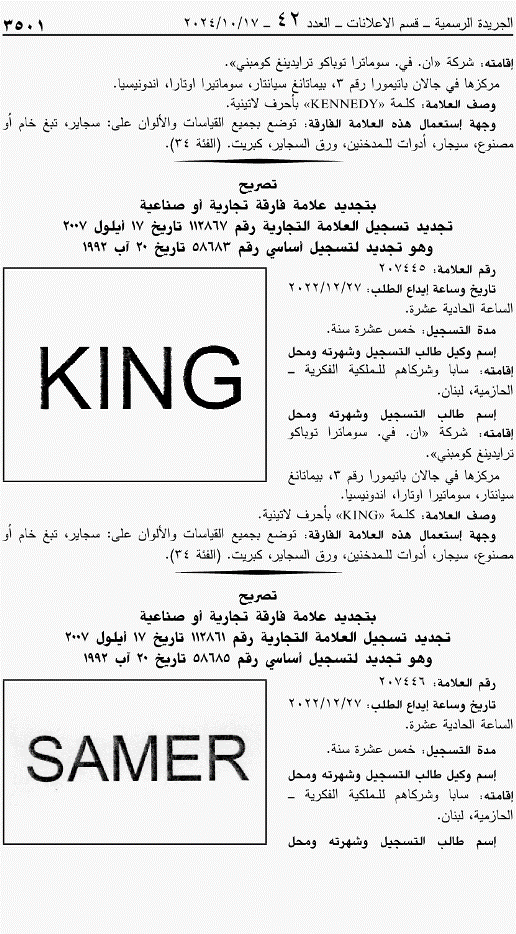 الجريدة الرسمية ـ قسم الاعلانات ـ العدد ٤٢ ـ ٢٠٢٤/١٠/١٧
٣٥٠١
إقامته: شركة «ان. في. سوماترا توباكو ترايدينغ كومبني».
مركزها في جالان باتيمورا رقم ٣، بيماتانغ سيانتار، سوماتيرا اوتارا، اندونيسيا.
وصف العلامة: كلمة «KENNEDY» بأحرف لاتينية.
وجهة إستعمال هذه العلامة الفارقة: توضع بجميع القياسات والألوان على: سجاير، تبغ خام أو
مصنوع، سيجار، أدوات للمدخنين، ورق السجاير، كبريت. (الفئة ٣٤).
تصريح
بتجديد علامة فارقة تجارية أو صناعية
تجديد تسجيل العلامة التجارية رقم ١١٢٨٦٧ تاريخ ١٧ أيلول ٢٠٠٧
وهو تجديد لتسجيل أساسي رقم ٥٨٦٨٣ تاريخ ٢٠ آب ١٩٩٢
رقم العلامة: ٢٠٧٤٤٥
تاريخ وساعة إيداع الطلب: ٢٠٢٢/١٢/٢٧
الساعة الحادية عشرة.
مدة التسجيل: خمس عشرة سنة.
إسم وكيل طالب التسجيل وشهرته ومحل
إقامته: سابا وشركاهم للملكية الفكرية ـ
الحازمية، لبنان.
إسم طالب التسجيل وشهرته ومحل
إقامته: شركة «ان. في. سوماترا توباكو
ترايدينغ كومبني».
مركزها في جالان باتيمورا رقم ٣، بيماتانغ
سيانتار، سوماتيرا اوتارا، اندونيسيا.
KING
وصف العلامة: كلمة «KING» بأحرف لاتينية.
وجهة إستعمال هذه العلامة الفارقة: توضع بجميع القياسات والألوان على: سجاير، تبغ خام أو
مصنوع، سيجار، أدوات للمدخنين، ورق السجاير، كبريت. (الفئة ٣٤).
تصريح
بتجديد علامة فارقة تجارية أو صناعية
تجديد تسجيل العلامة التجارية رقم ١١٢٨٦١ تاريخ ١٧ أيلول ٢٠٠٧
وهو تجديد لتسجيل أساسي رقم ٥٨٦٨٥ تاريخ ٢٠ آب ١٩٩٢
رقم العلامة: ٢٠٧٤٤٦
تاريخ وساعة إيداع الطلب: ٢٠٢٢/١٢/٢٧
الساعة الحادية عشرة.
مدة التسجيل: خمس عشرة سنة.
إسم وكيل طالب التسجيل وشهرته ومحل
إقامته: سابا وشركاهم للملكية الفكرية ـ
الحازمية، لبنان.
إسم طالب التسجيل وشهرته ومحل
SAMER